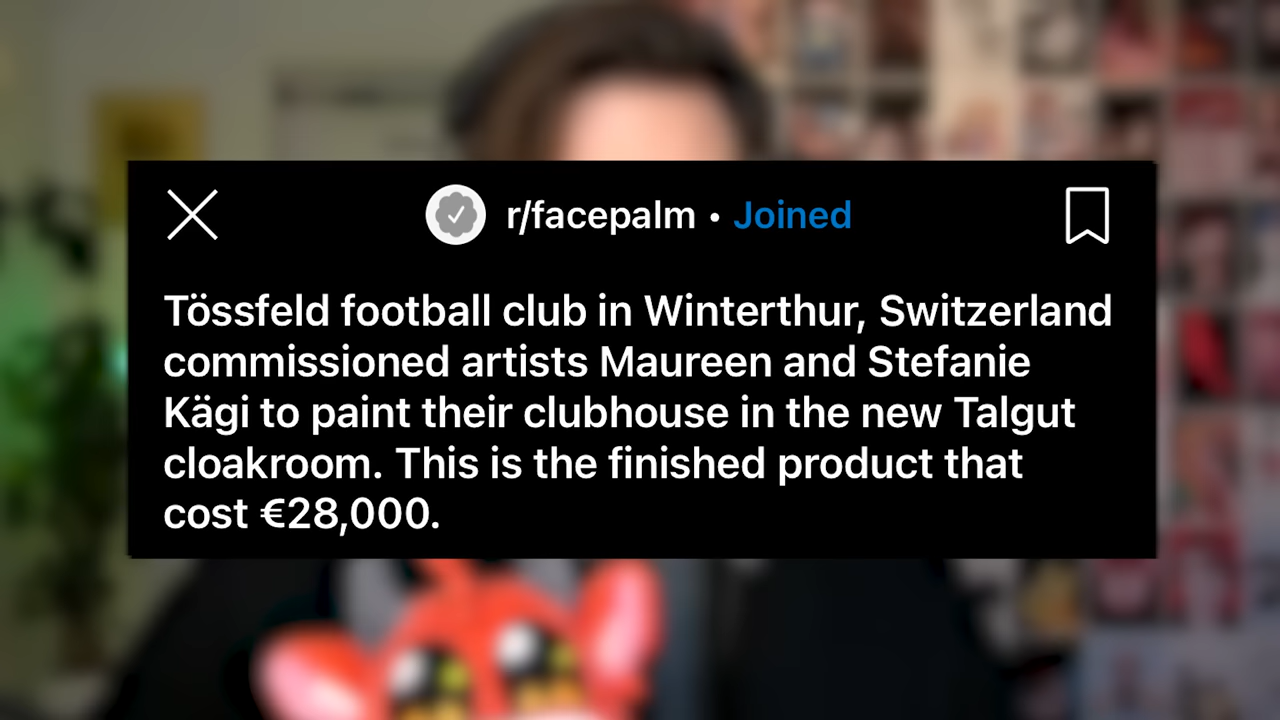 r/facepalm • Joined
Tössfeld football club in Winterthur, Switzerland
commissioned artists Maureen and Stefanie
Kägi to paint their clubhouse in the new Talgut
cloakroom. This is the finished product that
cost €28,000.